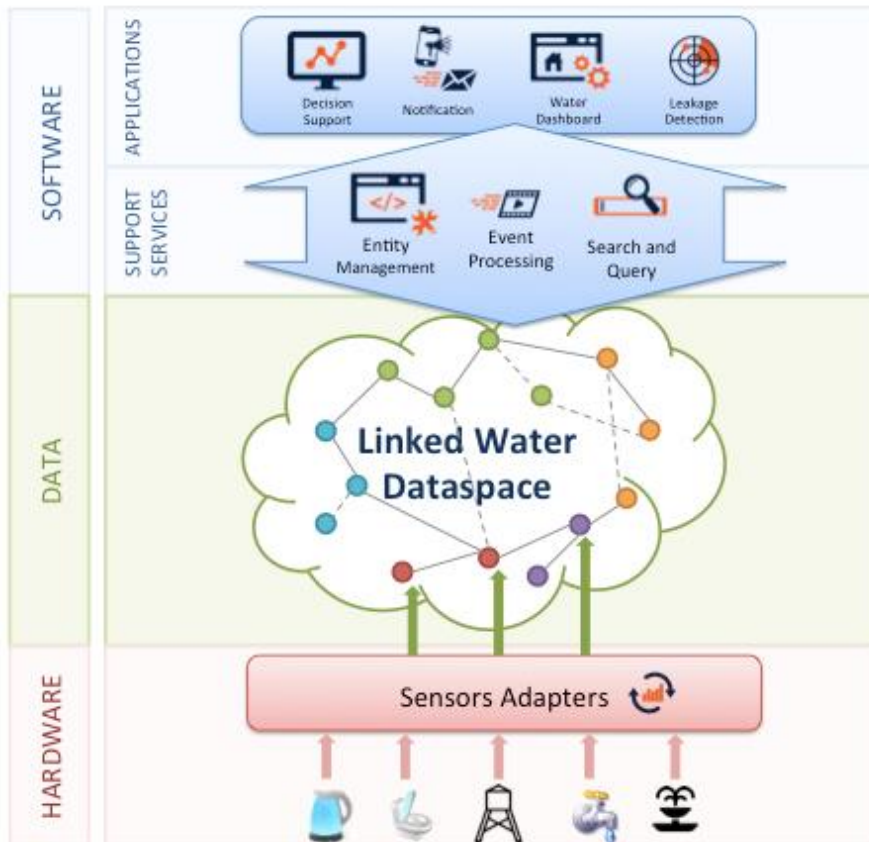 SOFTWARE
APPLICATIONS
Decision
Support
Notification
Water
Dashboard
Leakage
Detection
SUPPORT
SERVICES
</>
Entity
Management
Event
Processing
Search and
Query
DATA
Linked Water
Dataspace
HARDWARE
Sensors Adapters